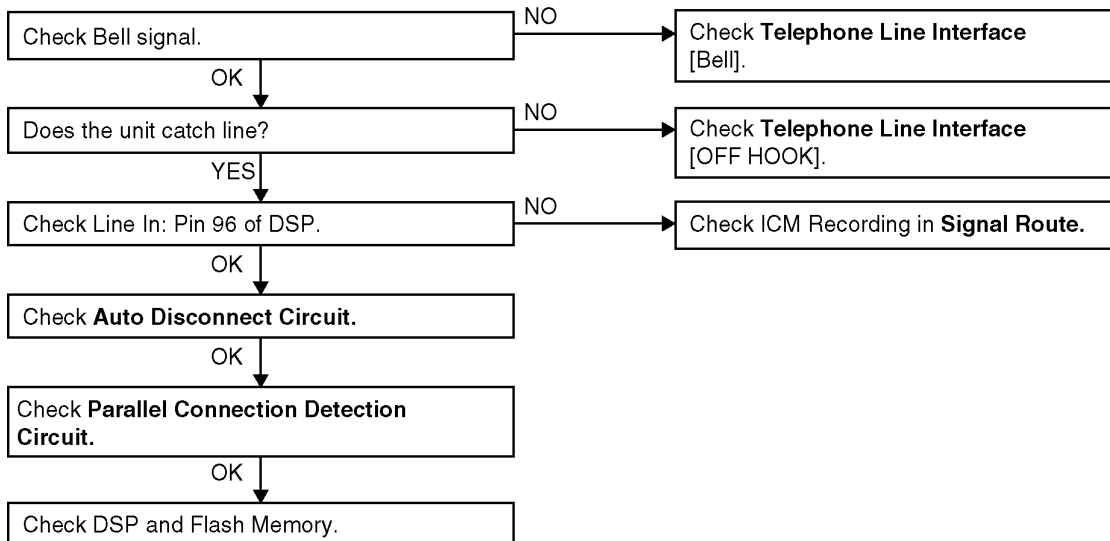 Check Bell signal.
NO
Check Telephone Line Interface
[Bell].
OK
Does the unit catch line?
NO
Check Telephone Line Interface
[OFF HOOK].
YES
Check Line In: Pin 96 of DSP.
NO
Check ICM Recording in Signal Route.
OK
Check Auto Disconnect Circuit.
OK
Check Parallel Connection Detection
Circuit.
OK
Check DSP and Flash Memory.